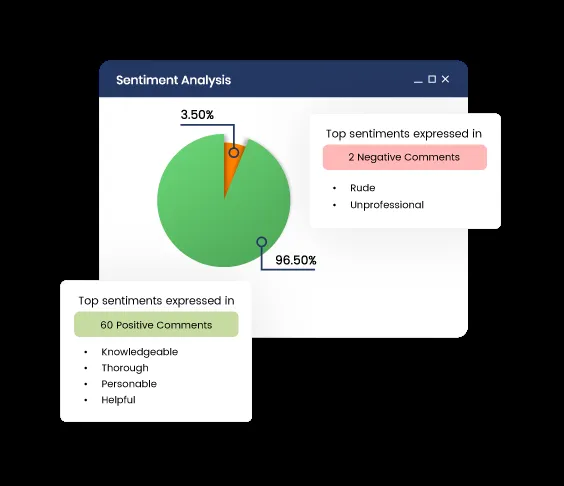 Sentiment Analysis
3.50%
Top sentiments expressed in
2 Negative Comments
• Rude
• Unprofessional
96.50%
Top sentiments expressed in
60 Positive Comments
• Knowledgeable
• Thorough
• Personable
• Helpful